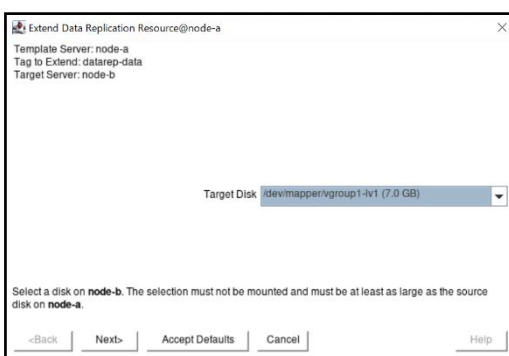 Extend Data Replication Resource@node-a
Template Server: node-a
Tag to Extend: datarep-data
Target Server: node-b
Target Disk /dev/mapper/vgroup1-lv1 (7.0 GB)
Select a disk on node-b. The selection must not be mounted and must be at least as large as the source
disk on node-a.
<Back Next> Accept Defaults Cancel Help